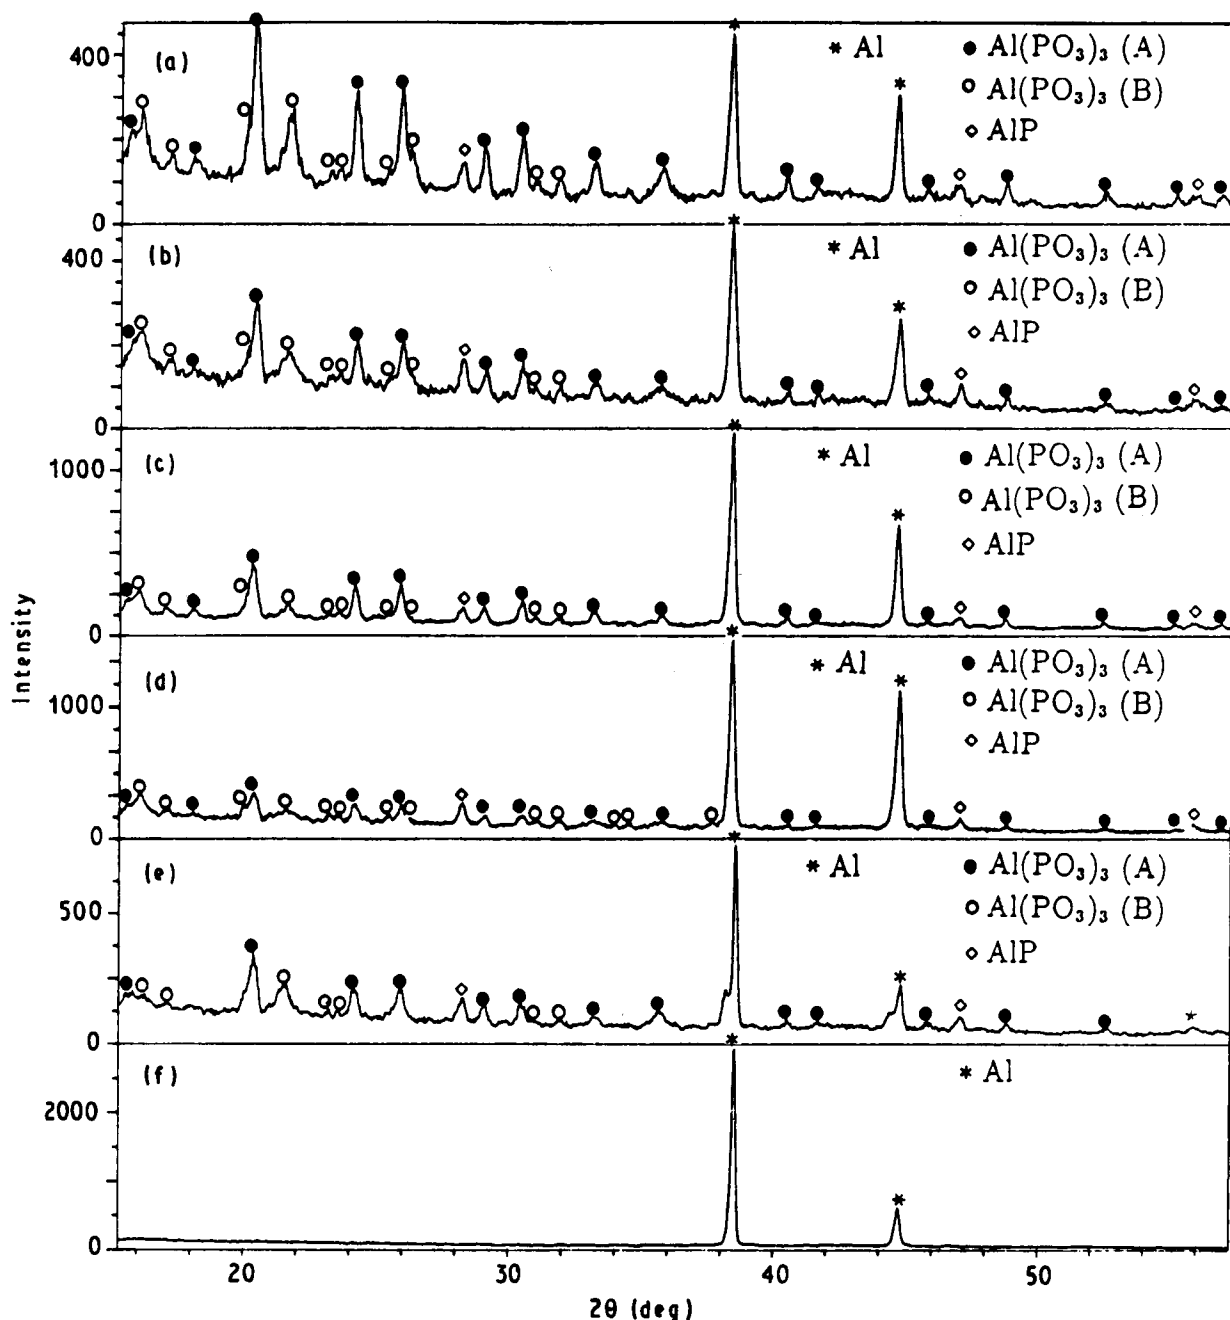 (a)
400
0
* Al
● Al(PO₃)₃ (A)
○ Al(PO₃)₃ (B)
◇ AlP
(b)
400
0
* Al
● Al(PO₃)₃ (A)
○ Al(PO₃)₃ (B)
◇ AlP
(c)
1000
0
* Al
● Al(PO₃)₃ (A)
○ Al(PO₃)₃ (B)
◇ AlP
Intensity
(d)
1000
0
* Al
● Al(PO₃)₃ (A)
○ Al(PO₃)₃ (B)
◇ AlP
(e)
500
0
* Al
● Al(PO₃)₃ (A)
○ Al(PO₃)₃ (B)
◇ AlP
(f)
2000
0
* Al
20 30 40 50
2θ (deg)